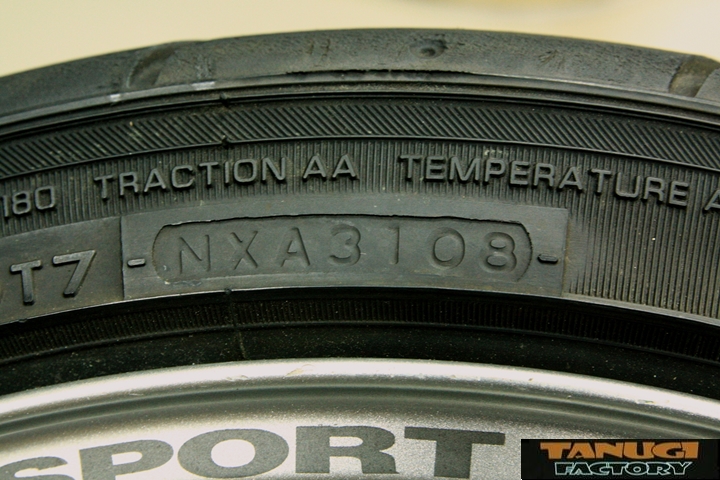 180 TRACTION AA TEMPERATURE A
T7 -NXA3108-
SPORT
TANUGI
FACTORY